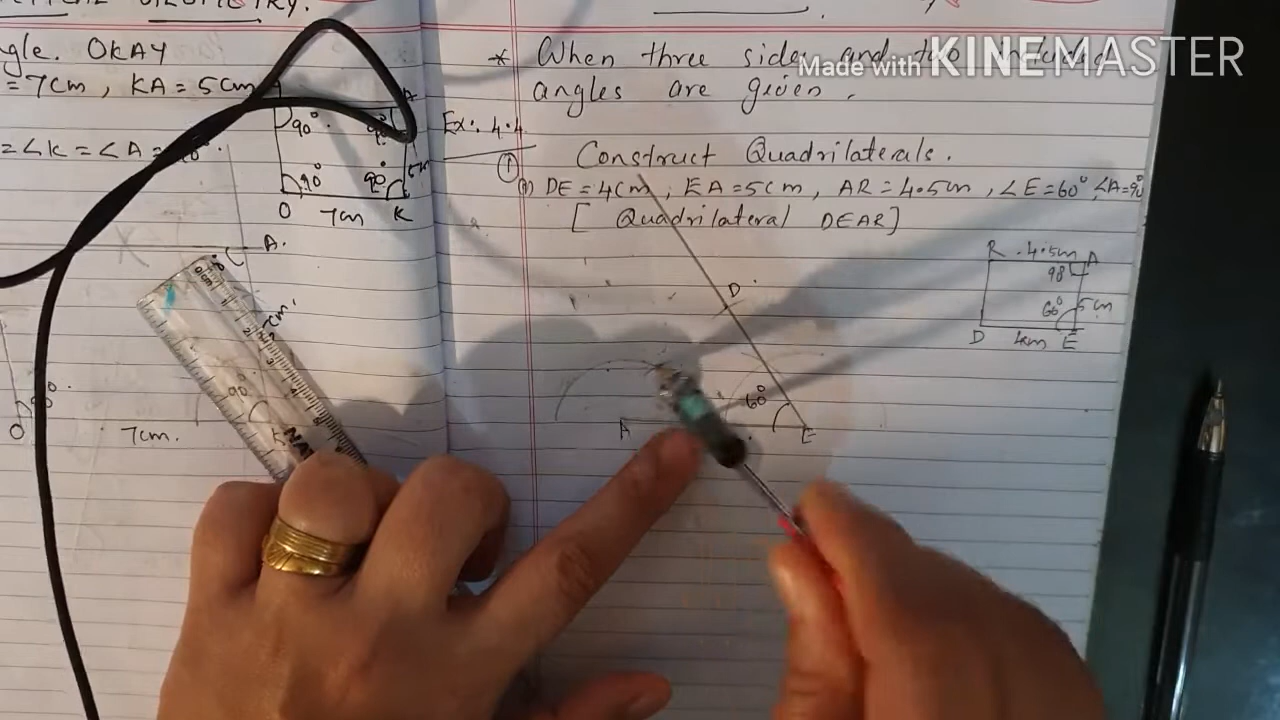 GEOMETRY.
gle. OKAY
= 7cm, KA = 5cm
= ∠K = ∠A =
90° 90°
90° 90°
O 7cm K
A.
7cm.
90°
K
O 7cm.
* When three sides and two included
angles are given.
Ex: 4.4
① Construct Quadrilaterals.
DE = 4cm, EA = 5cm, AR = 4.5cm, ∠E = 60° ∠A = 90°
[Quadrilateral DEAR]
R 4.5cm A
60° 5cm
D 4cm E
D
60°
A E
Made with KINEMASTER